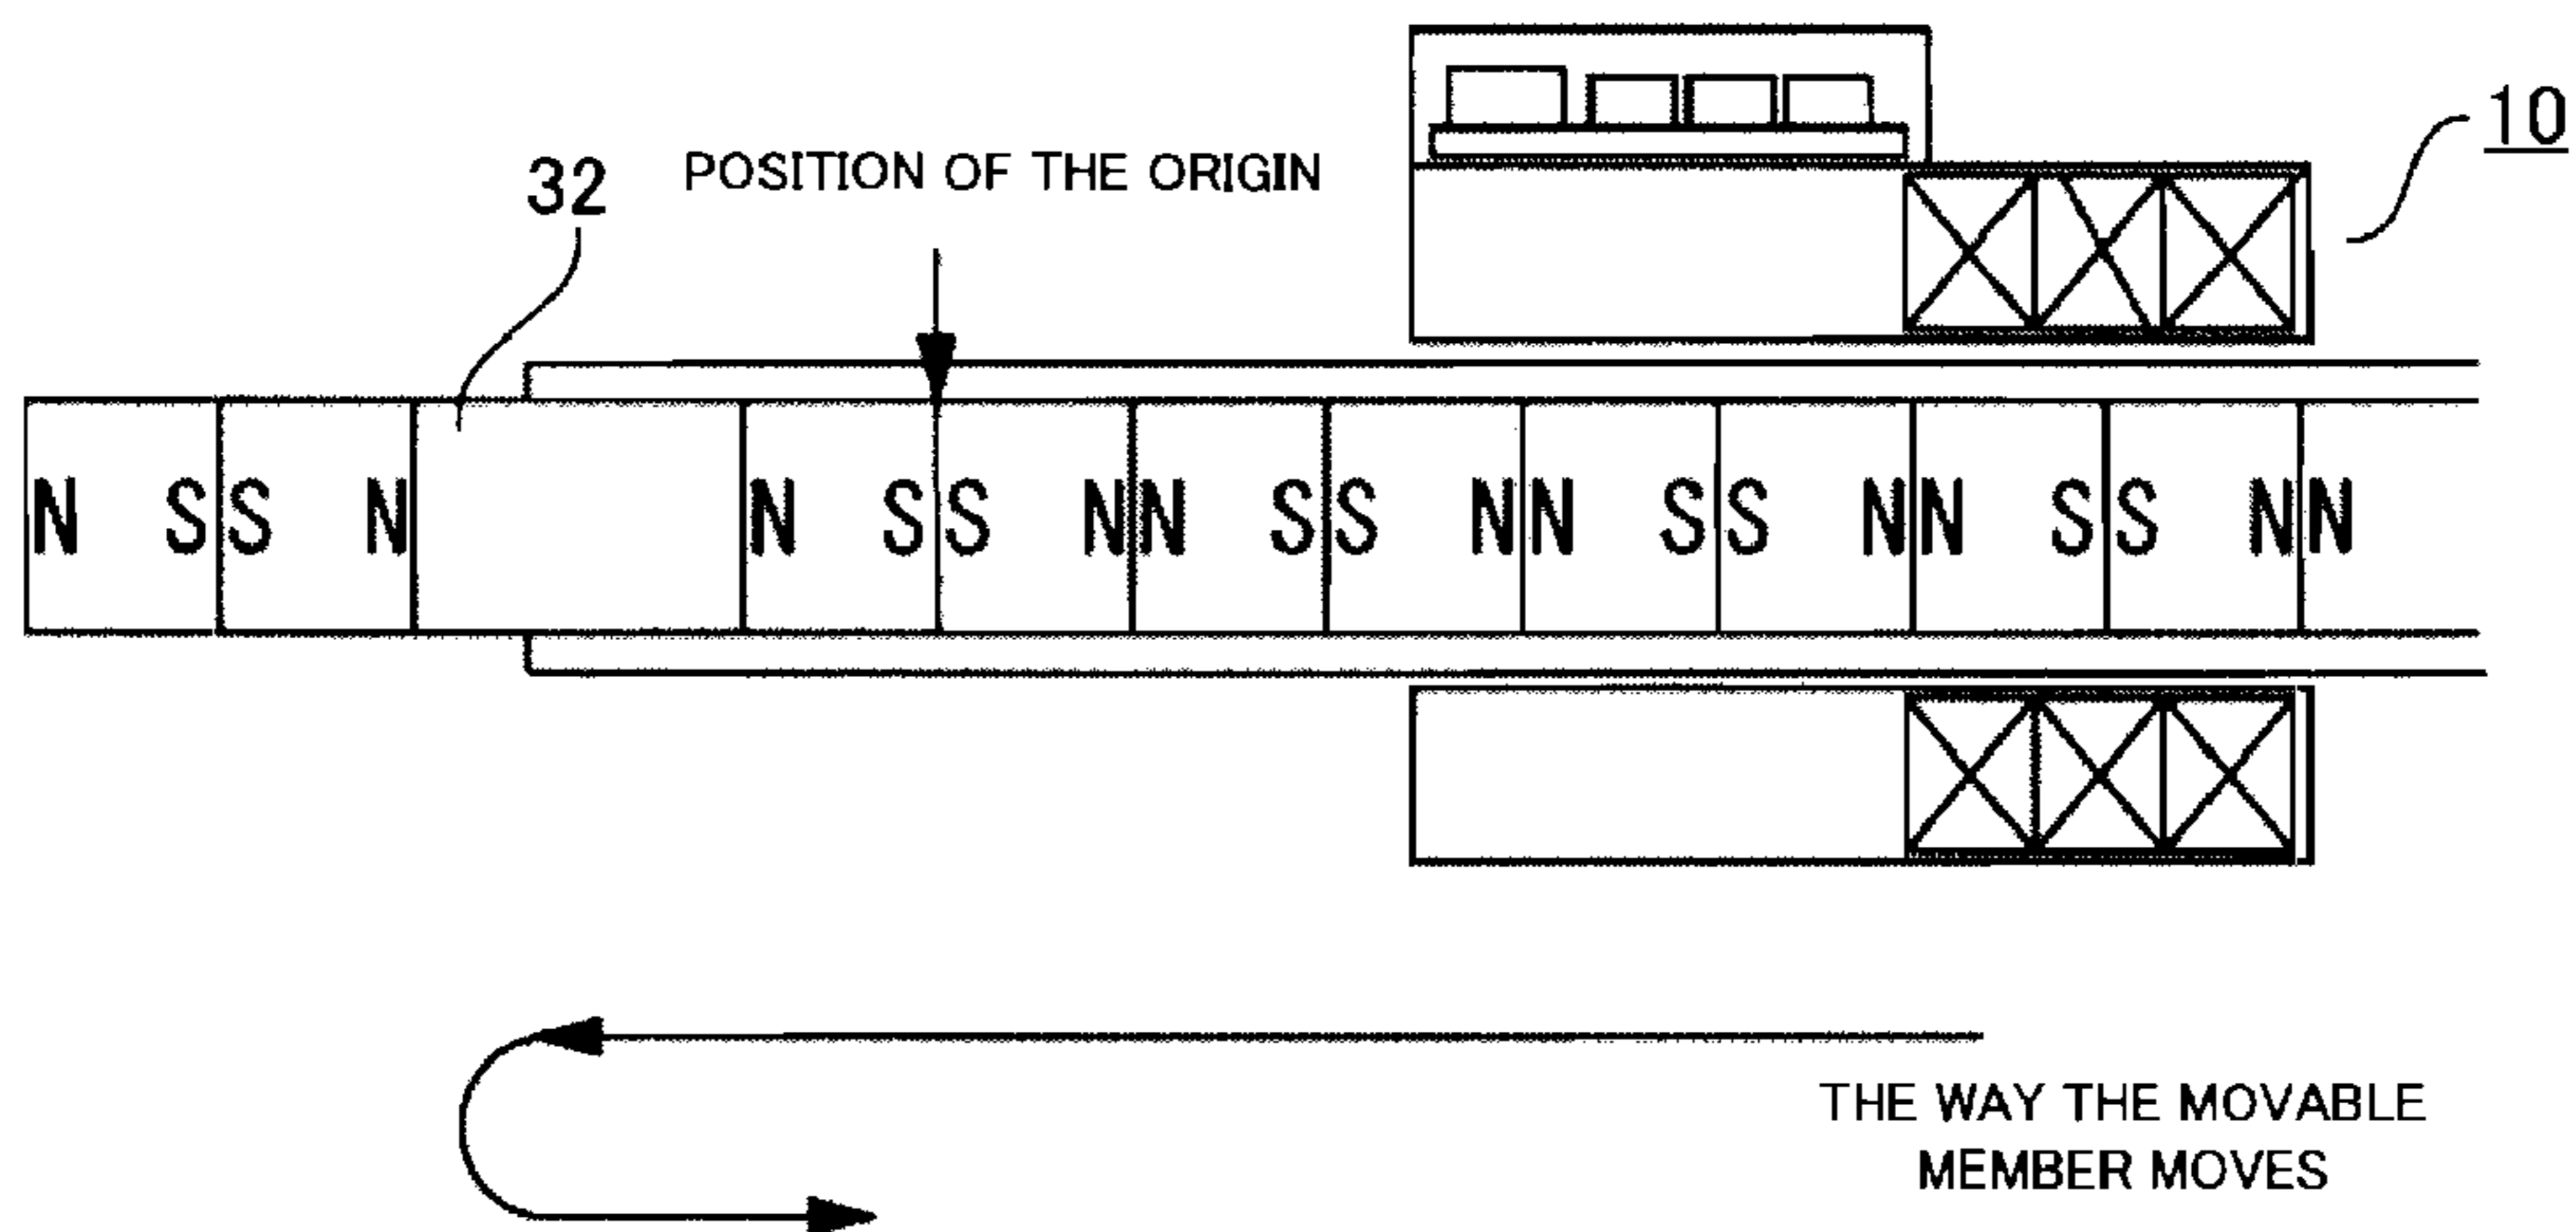 10
32
POSITION OF THE ORIGIN
N S S N N S S N N S S N N S S N N S S N N
THE WAY THE MOVABLE
MEMBER MOVES